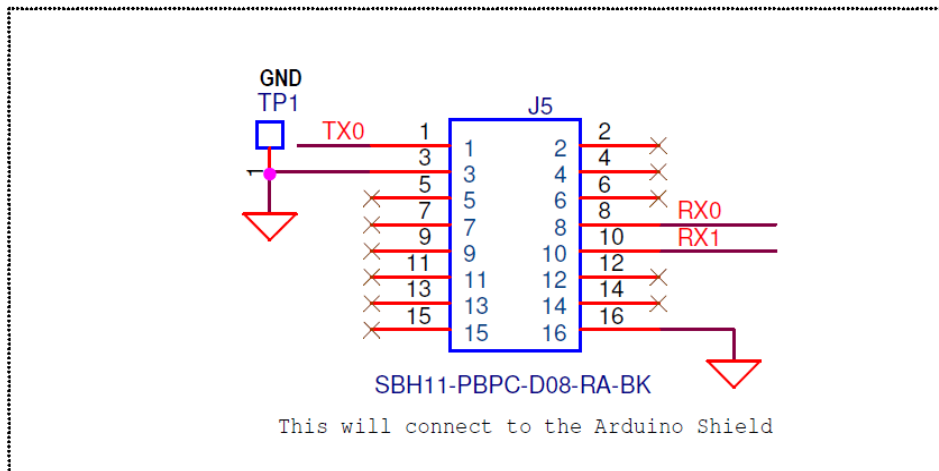 GND
TP1
J5
TX0 1 1 2 2
1 3 3 4 4
5 5 6 6
7 7 8 8 RX0
9 9 10 10 RX1
11 11 12 12
13 13 14 14
15 15 16 16
SBH11-PBPC-D08-RA-BK
This will connect to the Arduino Shield